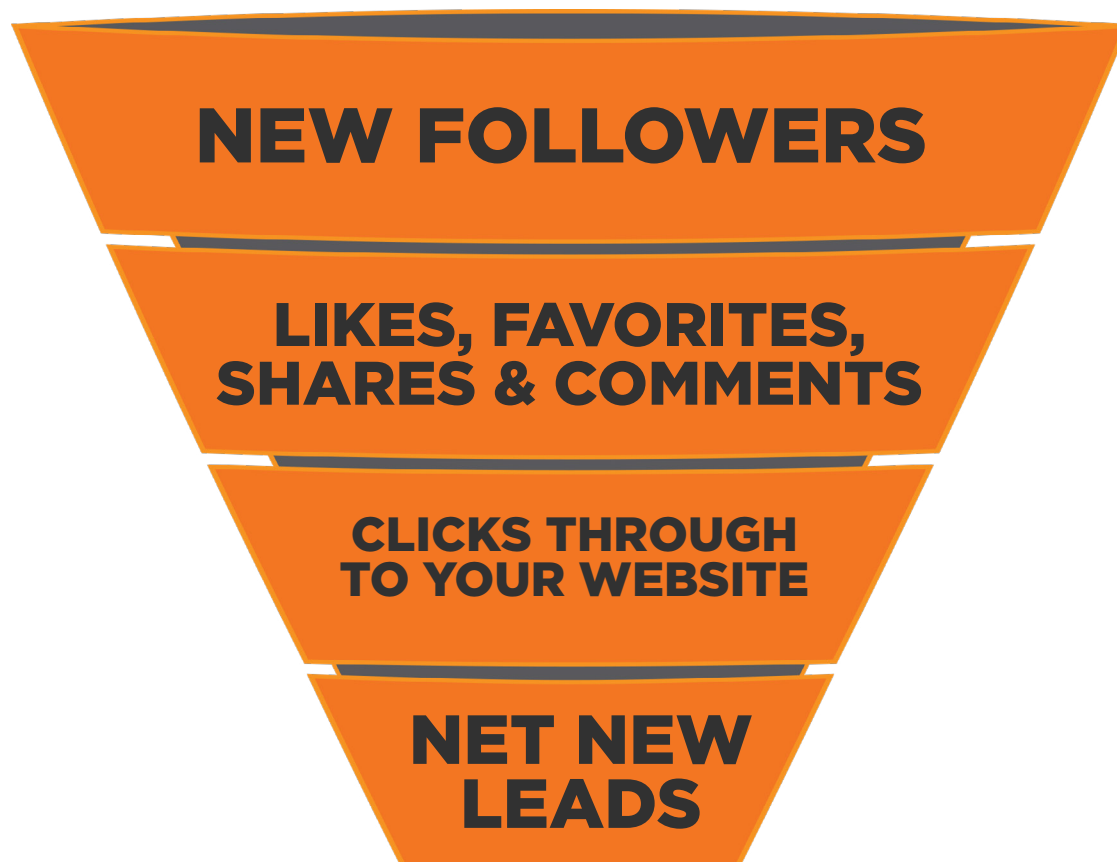 NEW FOLLOWERS
LIKES, FAVORITES,
SHARES & COMMENTS
CLICKS THROUGH
TO YOUR WEBSITE
NET NEW
LEADS